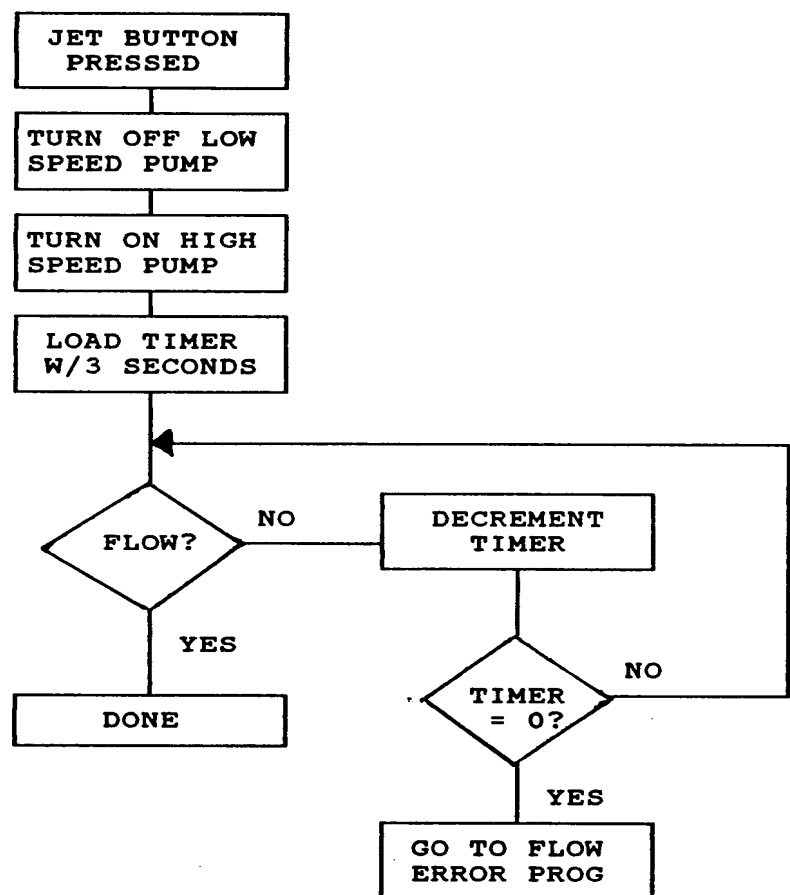 JET BUTTON
PRESSED
TURN OFF LOW
SPEED PUMP
TURN ON HIGH
SPEED PUMP
LOAD TIMER
W/3 SECONDS
FLOW?
NO
DECREMENT
TIMER
YES
NO
TIMER
= 0?
DONE
YES
GO TO FLOW
ERROR PROG